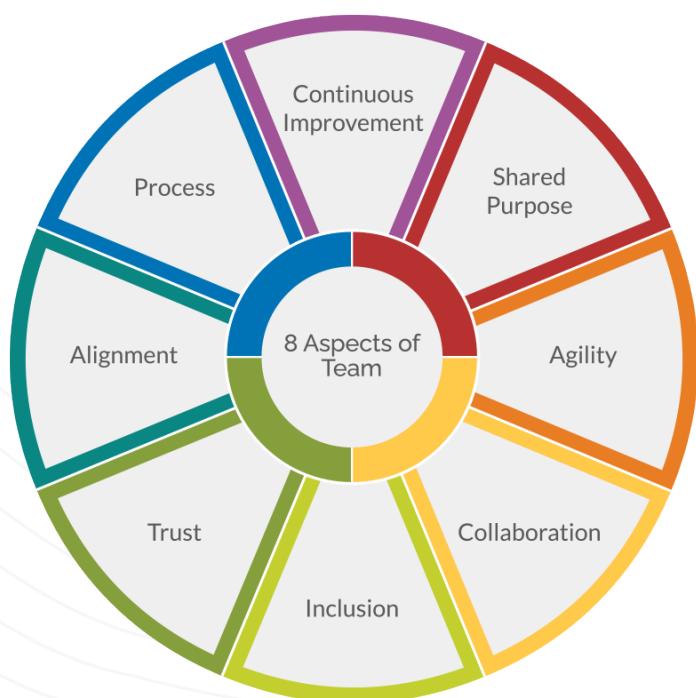 Continuous
Improvement
Shared
Purpose
Process
8 Aspects of
Team
Alignment
Agility
Trust
Collaboration
Inclusion